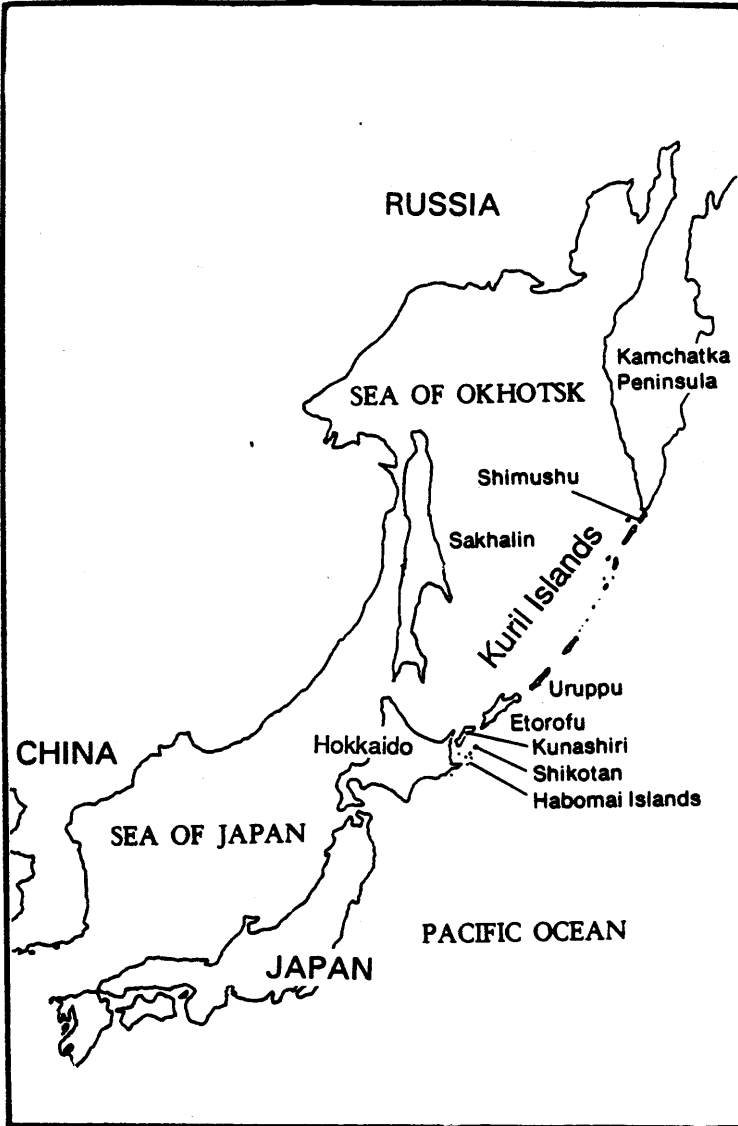 RUSSIA
Kamchatka
Peninsula
SEA OF OKHOTSK
Shimushu
Sakhalin
Kuril Islands
Uruppu
Etorofu
Hokkaido
Kunashiri
CHINA
Shikotan
Habomai Islands
SEA OF JAPAN
PACIFIC OCEAN
JAPAN